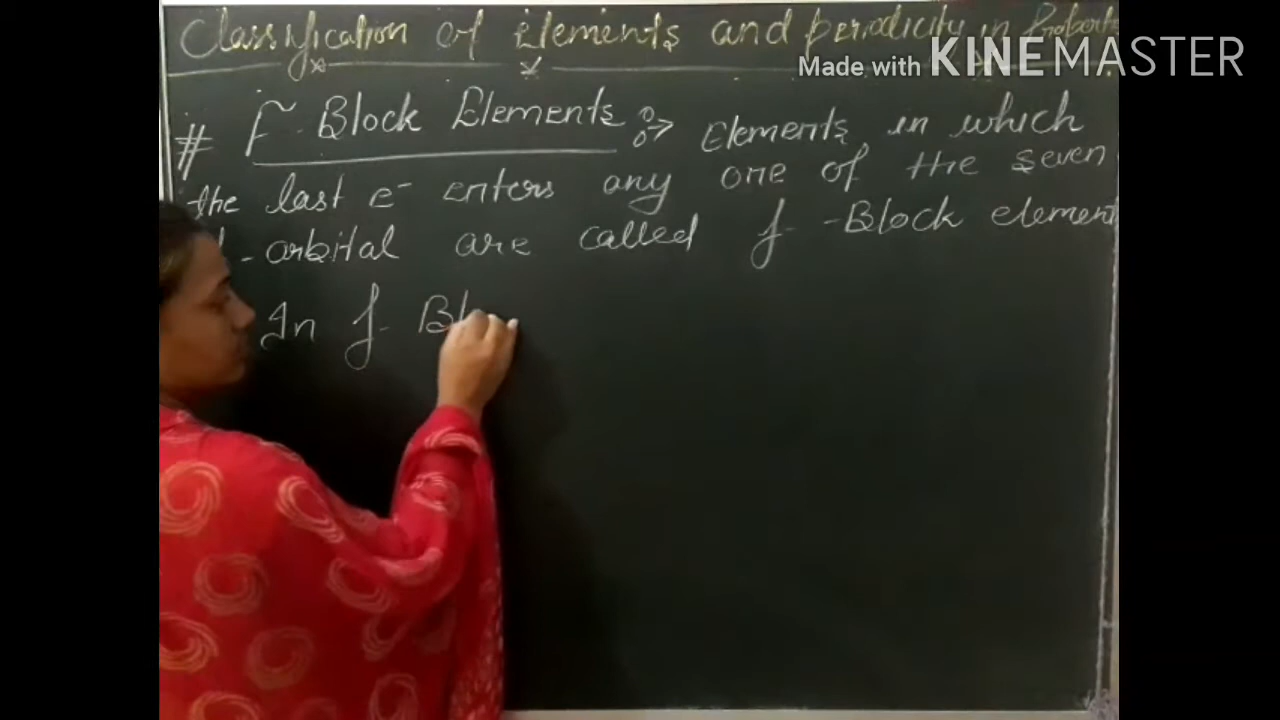 Classification of Elements and periodicity in
Made with KINEMASTER
# F-Block Elements :→ Elements in which
the last e⁻ enters any one of the seven
-orbital are called f-Block element
In f-Bl